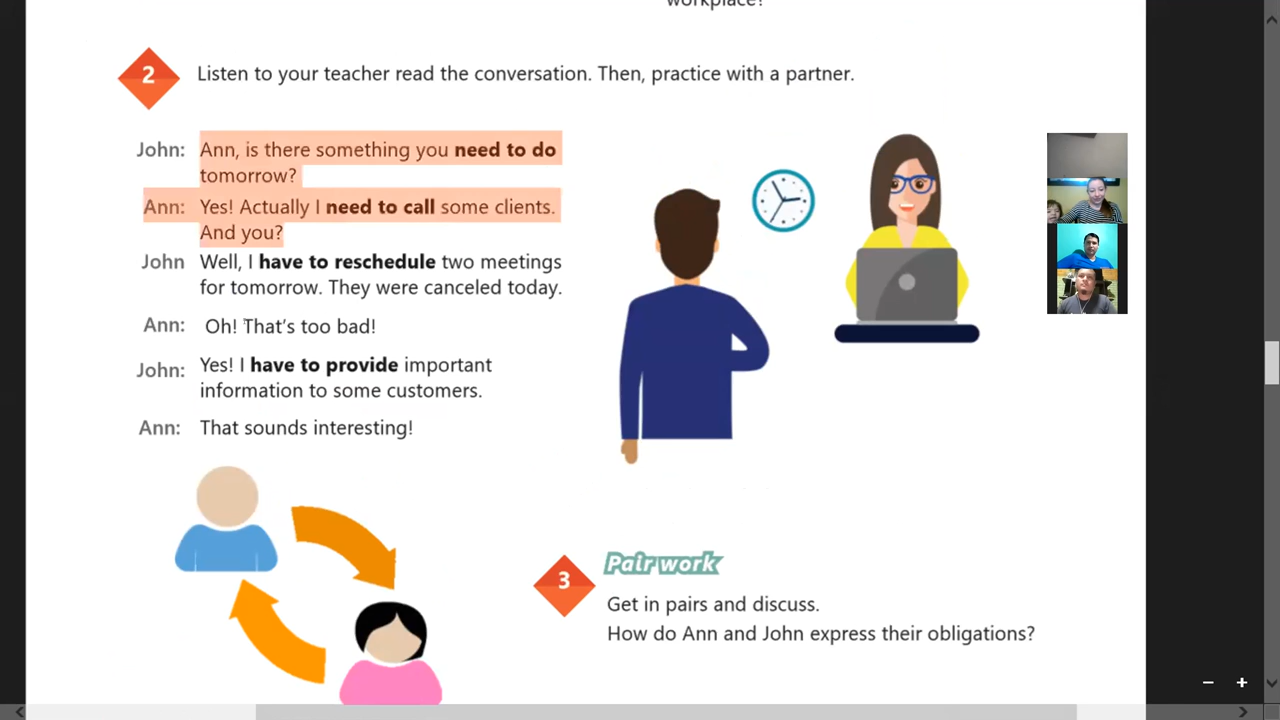 workplace?
2 Listen to your teacher read the conversation. Then, practice with a partner.
John: Ann, is there something you need to do
tomorrow?
Ann: Yes! Actually I need to call some clients.
And you?
John Well, I have to reschedule two meetings
for tomorrow. They were canceled today.
Ann: Oh! That's too bad!
John: Yes! I have to provide important
information to some customers.
Ann: That sounds interesting!
3 Pair work
Get in pairs and discuss.
How do Ann and John express their obligations?